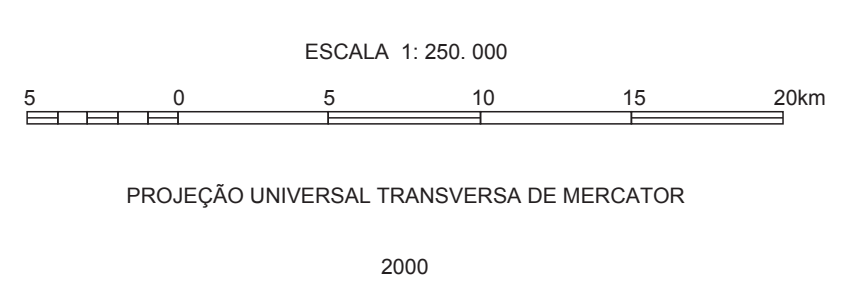 ESCALA 1: 250. 000
5 0 5 10 15 20km
PROJEÇÃO UNIVERSAL TRANSVERSA DE MERCATOR
2000